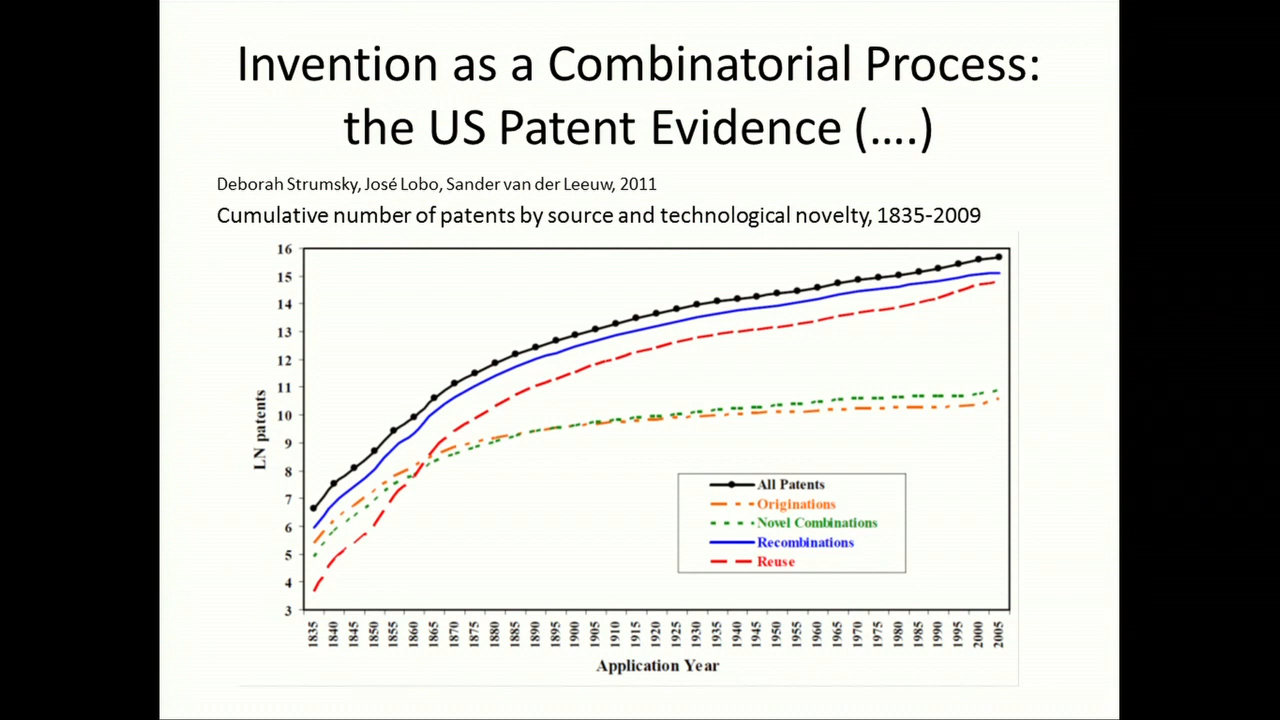 Invention as a Combinatorial Process:
the US Patent Evidence (....)
Deborah Strumsky, José Lobo, Sander van der Leeuw, 2011
Cumulative number of patents by source and technological novelty, 1835-2009
16
15
14
13
12
11
10
9
8
7
6
5
4
3
LN patents
All Patents
Originations
Novel Combinations
Recombinations
Reuse
1835 1840 1845 1850 1855 1860 1865 1870 1875 1880 1885 1890 1895 1900 1905 1910 1915 1920 1925 1930 1935 1940 1945 1950 1955 1960 1965 1970 1975 1980 1985 1990 1995 2000 2005
Application Year